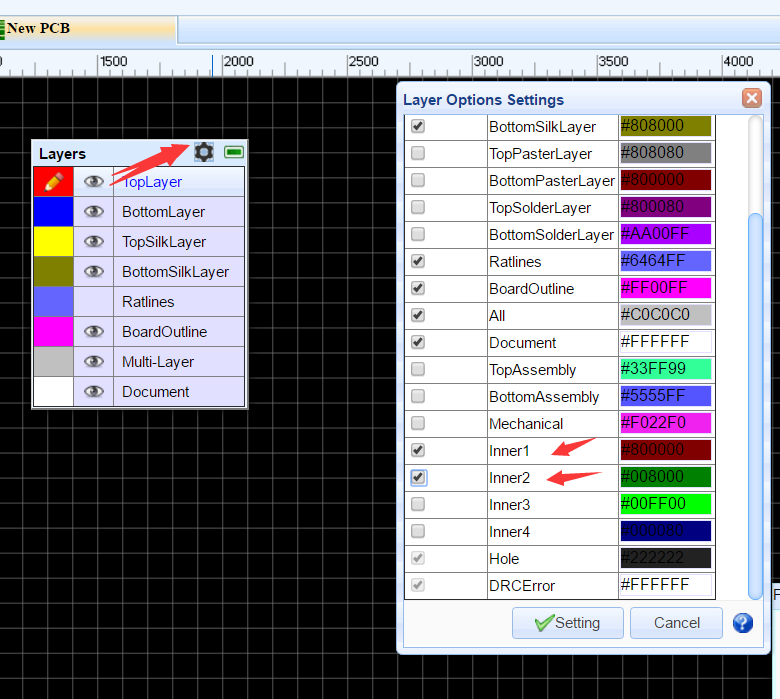 New PCB
1500
2000
2500
3000
3500
4000
Layers
TopLayer
BottomLayer
TopSilkLayer
BottomSilkLayer
Ratlines
BoardOutline
Multi-Layer
Document
Layer Options Settings
BottomSilkLayer #808000
TopPasterLayer #808080
BottomPasterLayer #800000
TopSolderLayer #800080
BottomSolderLayer #AA00FF
Ratlines #6464FF
BoardOutline #FF00FF
All #C0C0C0
Document #FFFFFF
TopAssembly #33FF99
BottomAssembly #5555FF
Mechanical #F022F0
Inner1 #800000
Inner2 #008000
Inner3 #00FF00
Inner4 #000080
Hole #222222
DRCError #FFFFFF
Setting
Cancel